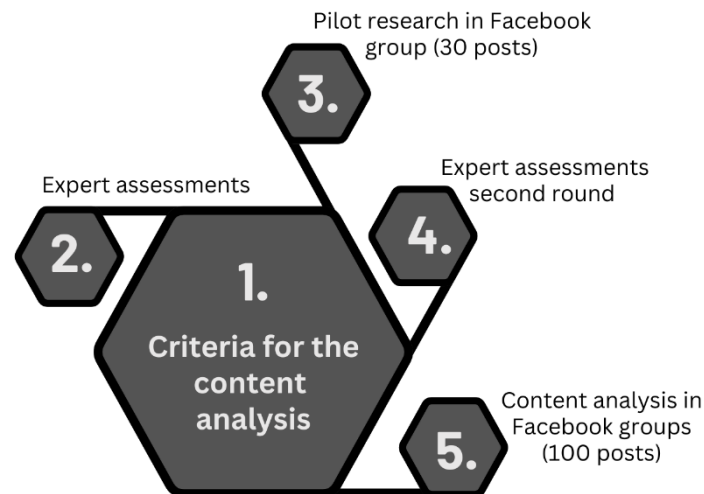 Pilot research in Facebook
group (30 posts)
3.
Expert assessments
2.
Expert assessments
second round
4.
1.
Criteria for the
content
analysis
Content analysis in
Facebook groups
(100 posts)
5.